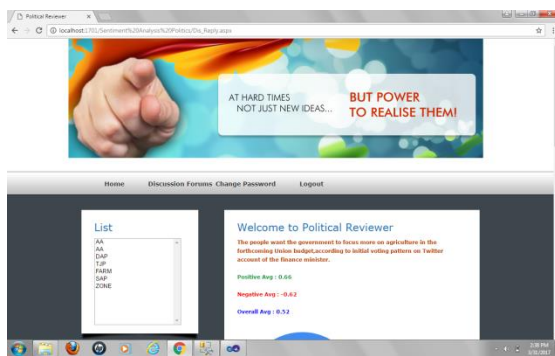 Political Reviewer
localhost:1701/Sentiment%20Analysis%20Politics/Da_Reply.aspx
AT HARD TIMES
NOT JUST NEW IDEAS...
BUT POWER
TO REALISE THEM!
Home Discussion Forums Change Password Logout
List
AA
AA
DAP
TJP
FARM
SAP
ZONE
Welcome to Political Reviewer
The people want the government to focus more on agriculture in the
forthcoming Union budget,according to initial voting pattern on Twitter
account of the finance minister.
Positive Avg : 0.66
Negative Avg : -0.62
Overall Avg : 0.52